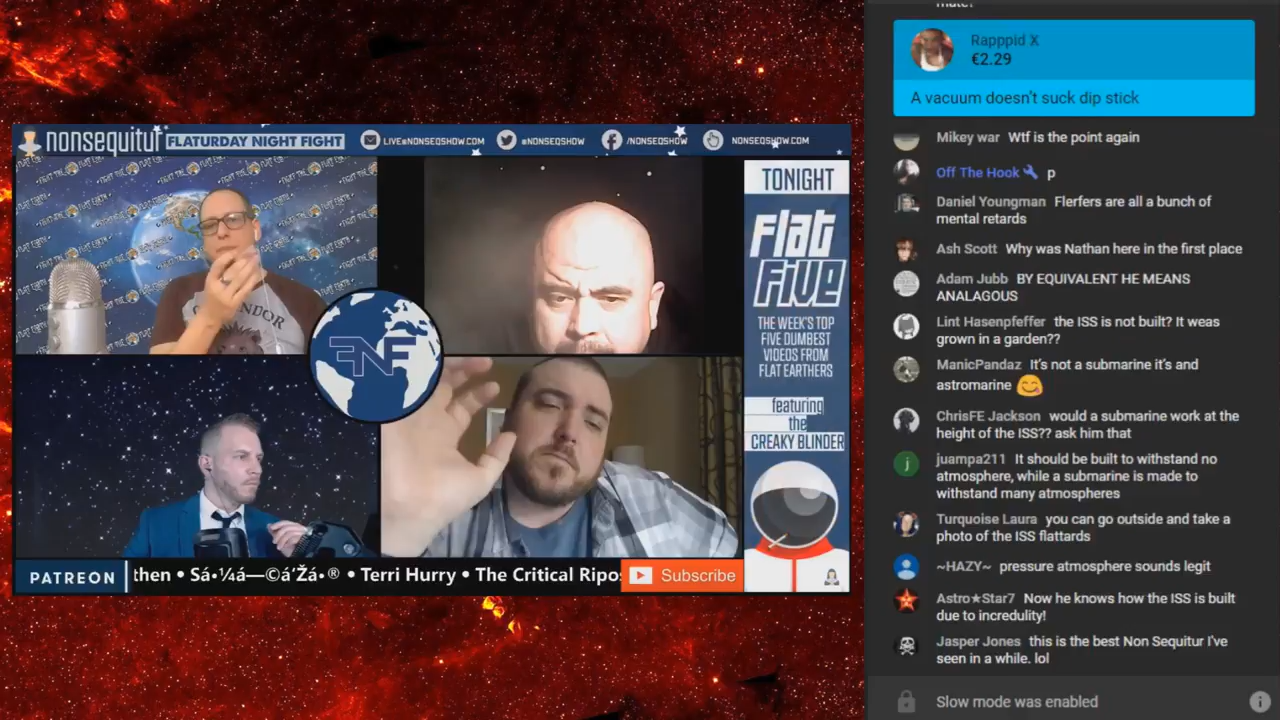 nonsequitur
FLATURDAY NIGHT FIGHT
LIVE@NONSEQSHOW.COM
@NONSEQSHOW
/NONSEQSHOW
NONSEQSHOW.COM
TONIGHT
Flat
Five
THE WEEK'S TOP
FIVE DUMBEST
VIDEOS FROM
FLAT EARTHERS
featuring
the
CREAKY BLINDER
FNF
PATREON
then • Sá•¼á—©á'Žá•® • Terri Hurry • The Critical Ripo
Subscribe
mate?
Rapppid X
€2.29
A vacuum doesn't suck dip stick
Mikey war Wtf is the point again
Off The Hook p
Daniel Youngman Flerfers are all a bunch of
mental retards
Ash Scott Why was Nathan here in the first place
Adam Jubb BY EQUIVALENT HE MEANS
ANALAGOUS
Lint Hasenpfeffer the ISS is not built? It weas
grown in a garden??
ManicPandaz It's not a submarine it's and
astromarine
ChrisFE Jackson would a submarine work at the
height of the ISS?? ask him that
juampa211 It should be built to withstand no
atmosphere, while a submarine is made to
withstand many atmospheres
Turquoise Laura you can go outside and take a
photo of the ISS flattards
~HAZY~ pressure atmosphere sounds legit
Astro★Star7 Now he knows how the ISS is built
due to incredulity!
Jasper Jones this is the best Non Sequitur I've
seen in a while. lol
Slow mode was enabled